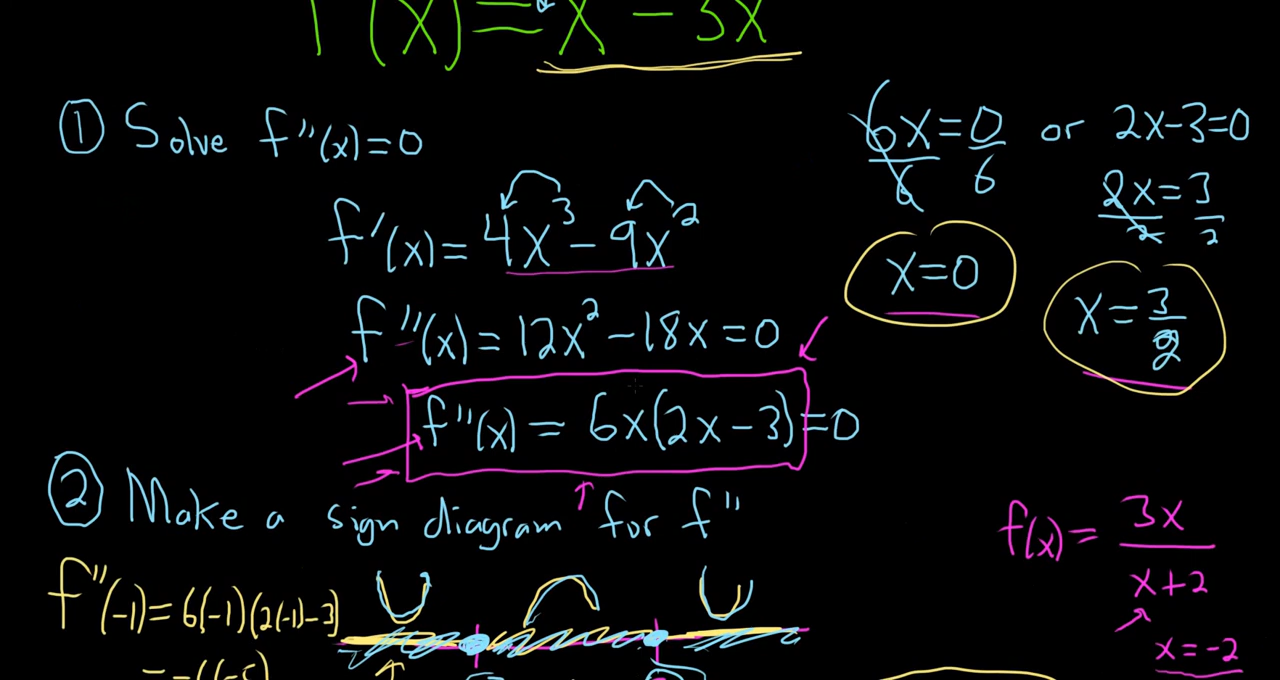 f(x) = x - 3x
① Solve f''(x)=0
f'(x) = 4x³ - 9x²
f''(x) = 12x² - 18x = 0
f''(x) = 6x(2x - 3) = 0
6x/6 = 0/6 or 2x-3=0
2x/2 = 3/2
x=0
x = 3/2
② Make a sign diagram for f''
f''(-1) = 6(-1)(2(-1)-3)
f(x) = 3x/(x+2)
x = -2